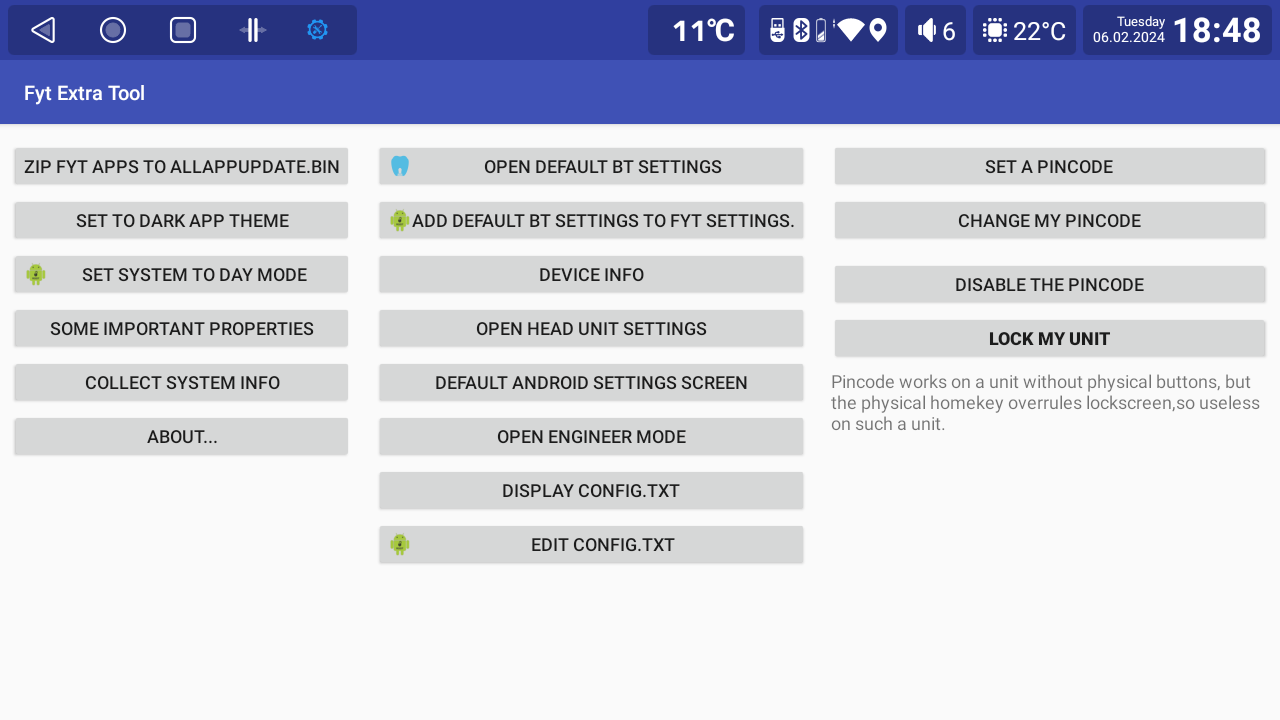 11°C
6
22°C
Tuesday
06.02.2024
18:48
Fyt Extra Tool
ZIP FYT APPS TO ALLAPPUPDATE.BIN
SET TO DARK APP THEME
SET SYSTEM TO DAY MODE
SOME IMPORTANT PROPERTIES
COLLECT SYSTEM INFO
ABOUT...
OPEN DEFAULT BT SETTINGS
ADD DEFAULT BT SETTINGS TO FYT SETTINGS.
DEVICE INFO
OPEN HEAD UNIT SETTINGS
DEFAULT ANDROID SETTINGS SCREEN
OPEN ENGINEER MODE
DISPLAY CONFIG.TXT
EDIT CONFIG.TXT
SET A PINCODE
CHANGE MY PINCODE
DISABLE THE PINCODE
LOCK MY UNIT
Pincode works on a unit without physical buttons, but
the physical homekey overrules lockscreen,so useless
on such a unit.